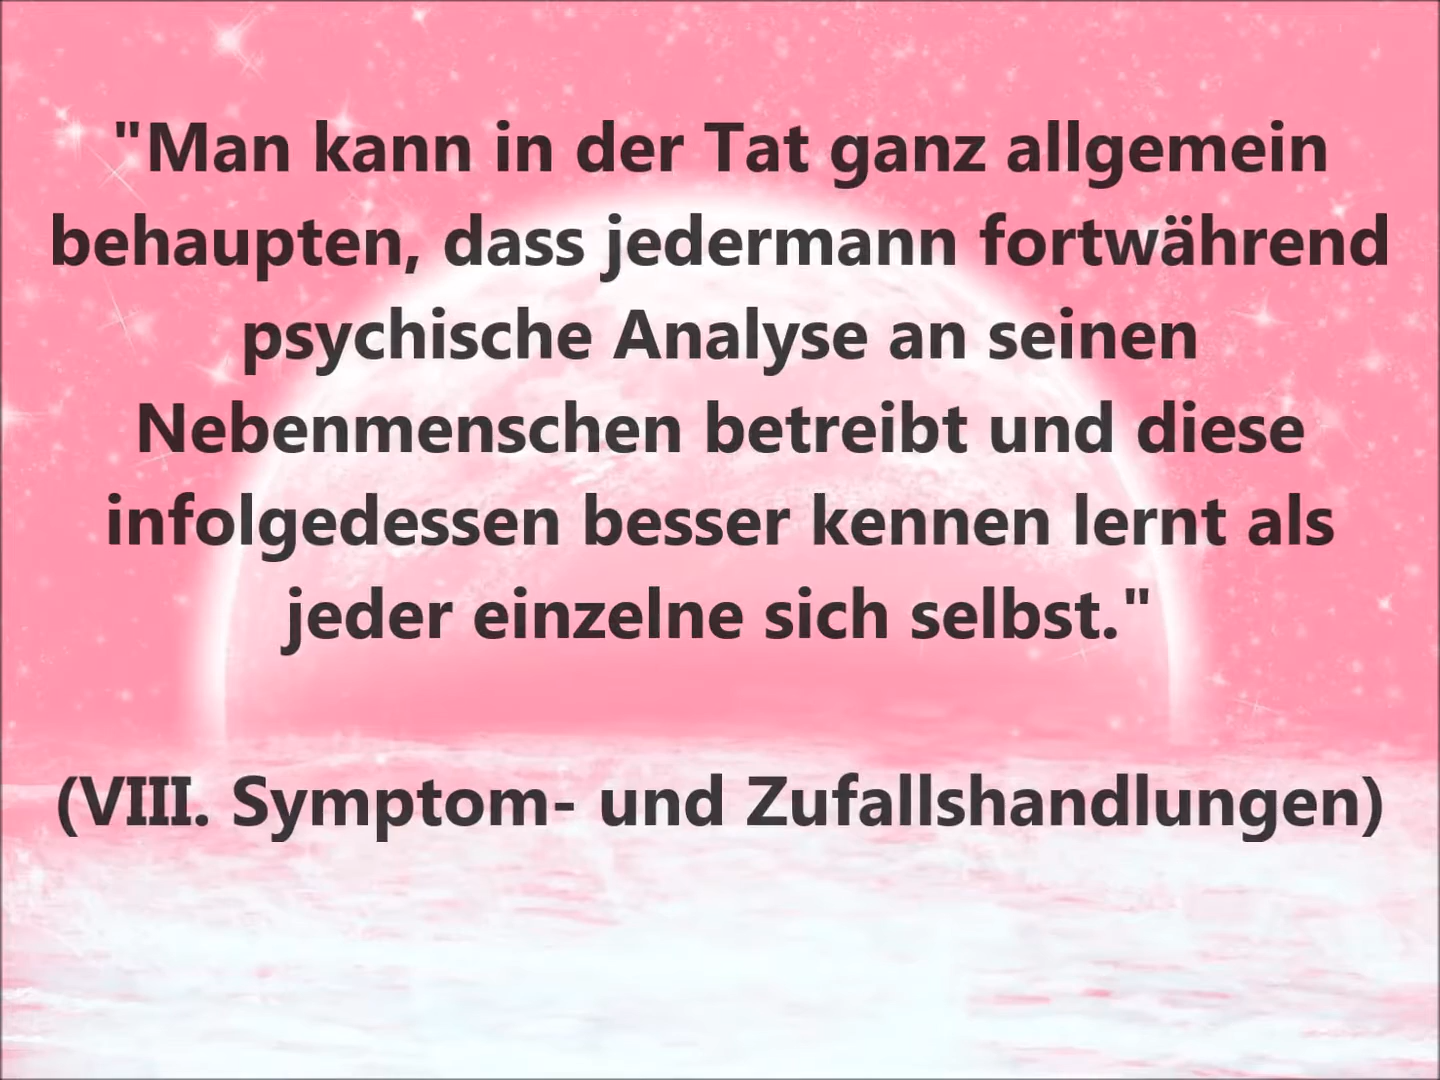 "Man kann in der Tat ganz allgemein
behaupten, dass jedermann fortwährend
psychische Analyse an seinen
Nebenmenschen betreibt und diese
infolgedessen besser kennen lernt als
jeder einzelne sich selbst."
(VIII. Symptom- und Zufallshandlungen)